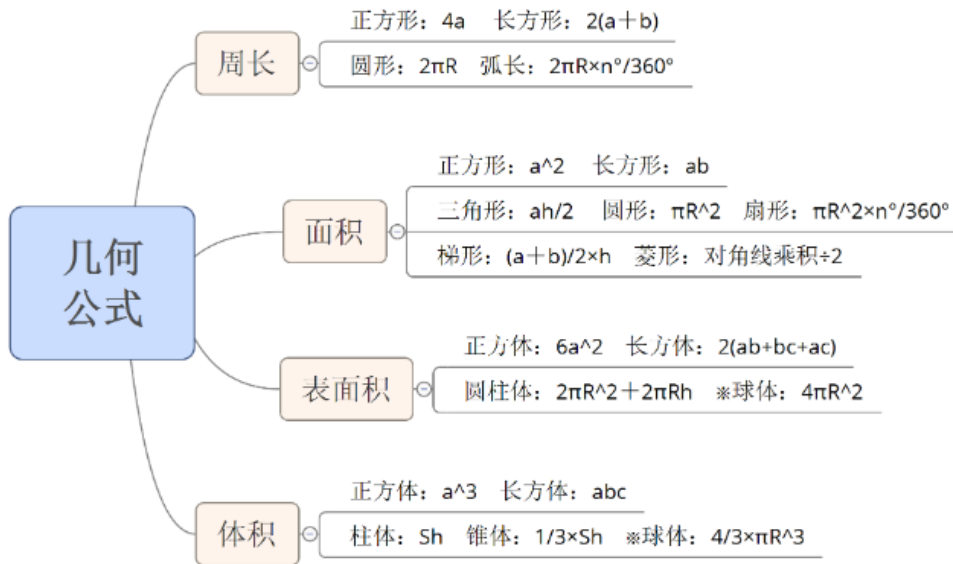 几何
公式
周长
正方形：4a 长方形：2(a＋b)
圆形：2πR 弧长：2πR×n°/360°
面积
正方形：a^2 长方形：ab
三角形：ah/2 圆形：πR^2 扇形：πR^2×n°/360°
梯形：(a＋b)/2×h 菱形：对角线乘积÷2
表面积
正方体：6a^2 长方体：2(ab+bc+ac)
圆柱体：2πR^2＋2πRh ※球体：4πR^2
体积
正方体：a^3 长方体：abc
柱体：Sh 锥体：1/3×Sh ※球体：4/3×πR^3